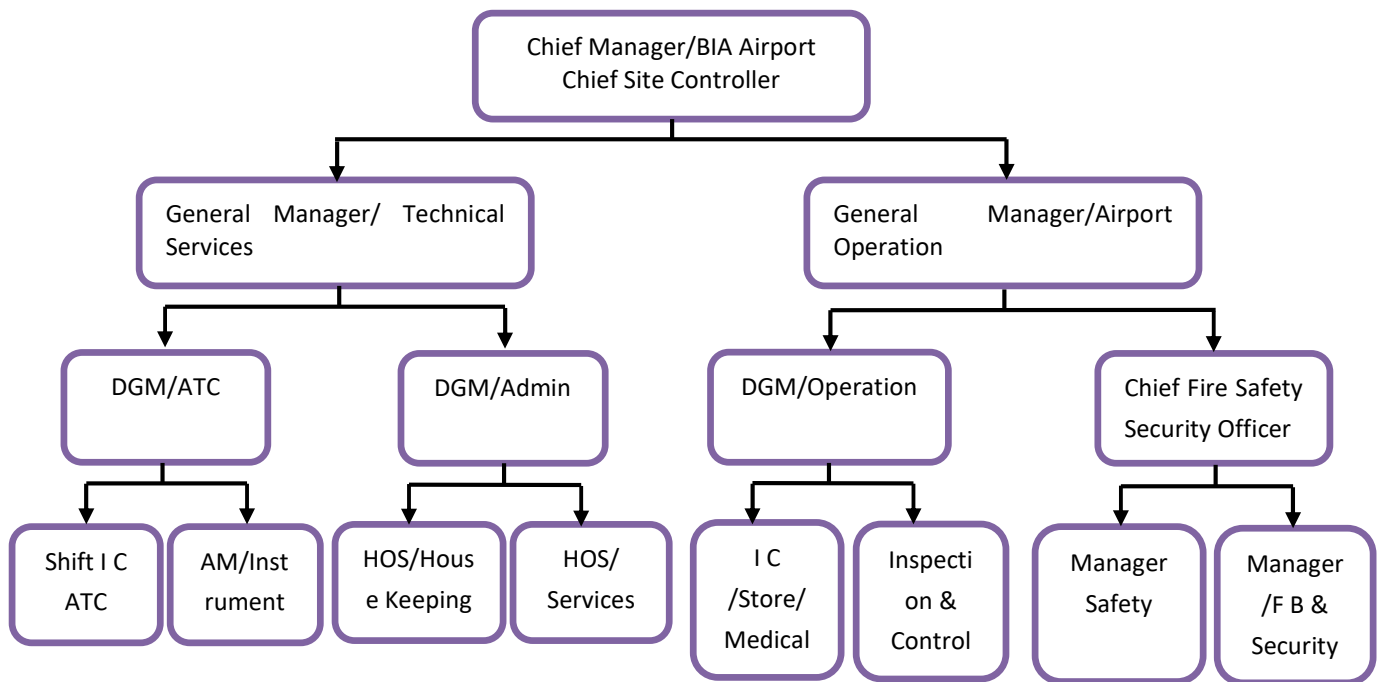 Chief Manager/BIA Airport
Chief Site Controller
General Manager/ Technical
Services
General Manager/Airport
Operation
DGM/ATC
DGM/Admin
DGM/Operation
Chief Fire Safety
Security Officer
Shift I C
ATC
AM/Inst
rument
HOS/Hous
e Keeping
HOS/
Services
I C
/Store/
Medical
Inspecti
on &
Control
Manager
Safety
Manager
/F B &
Security